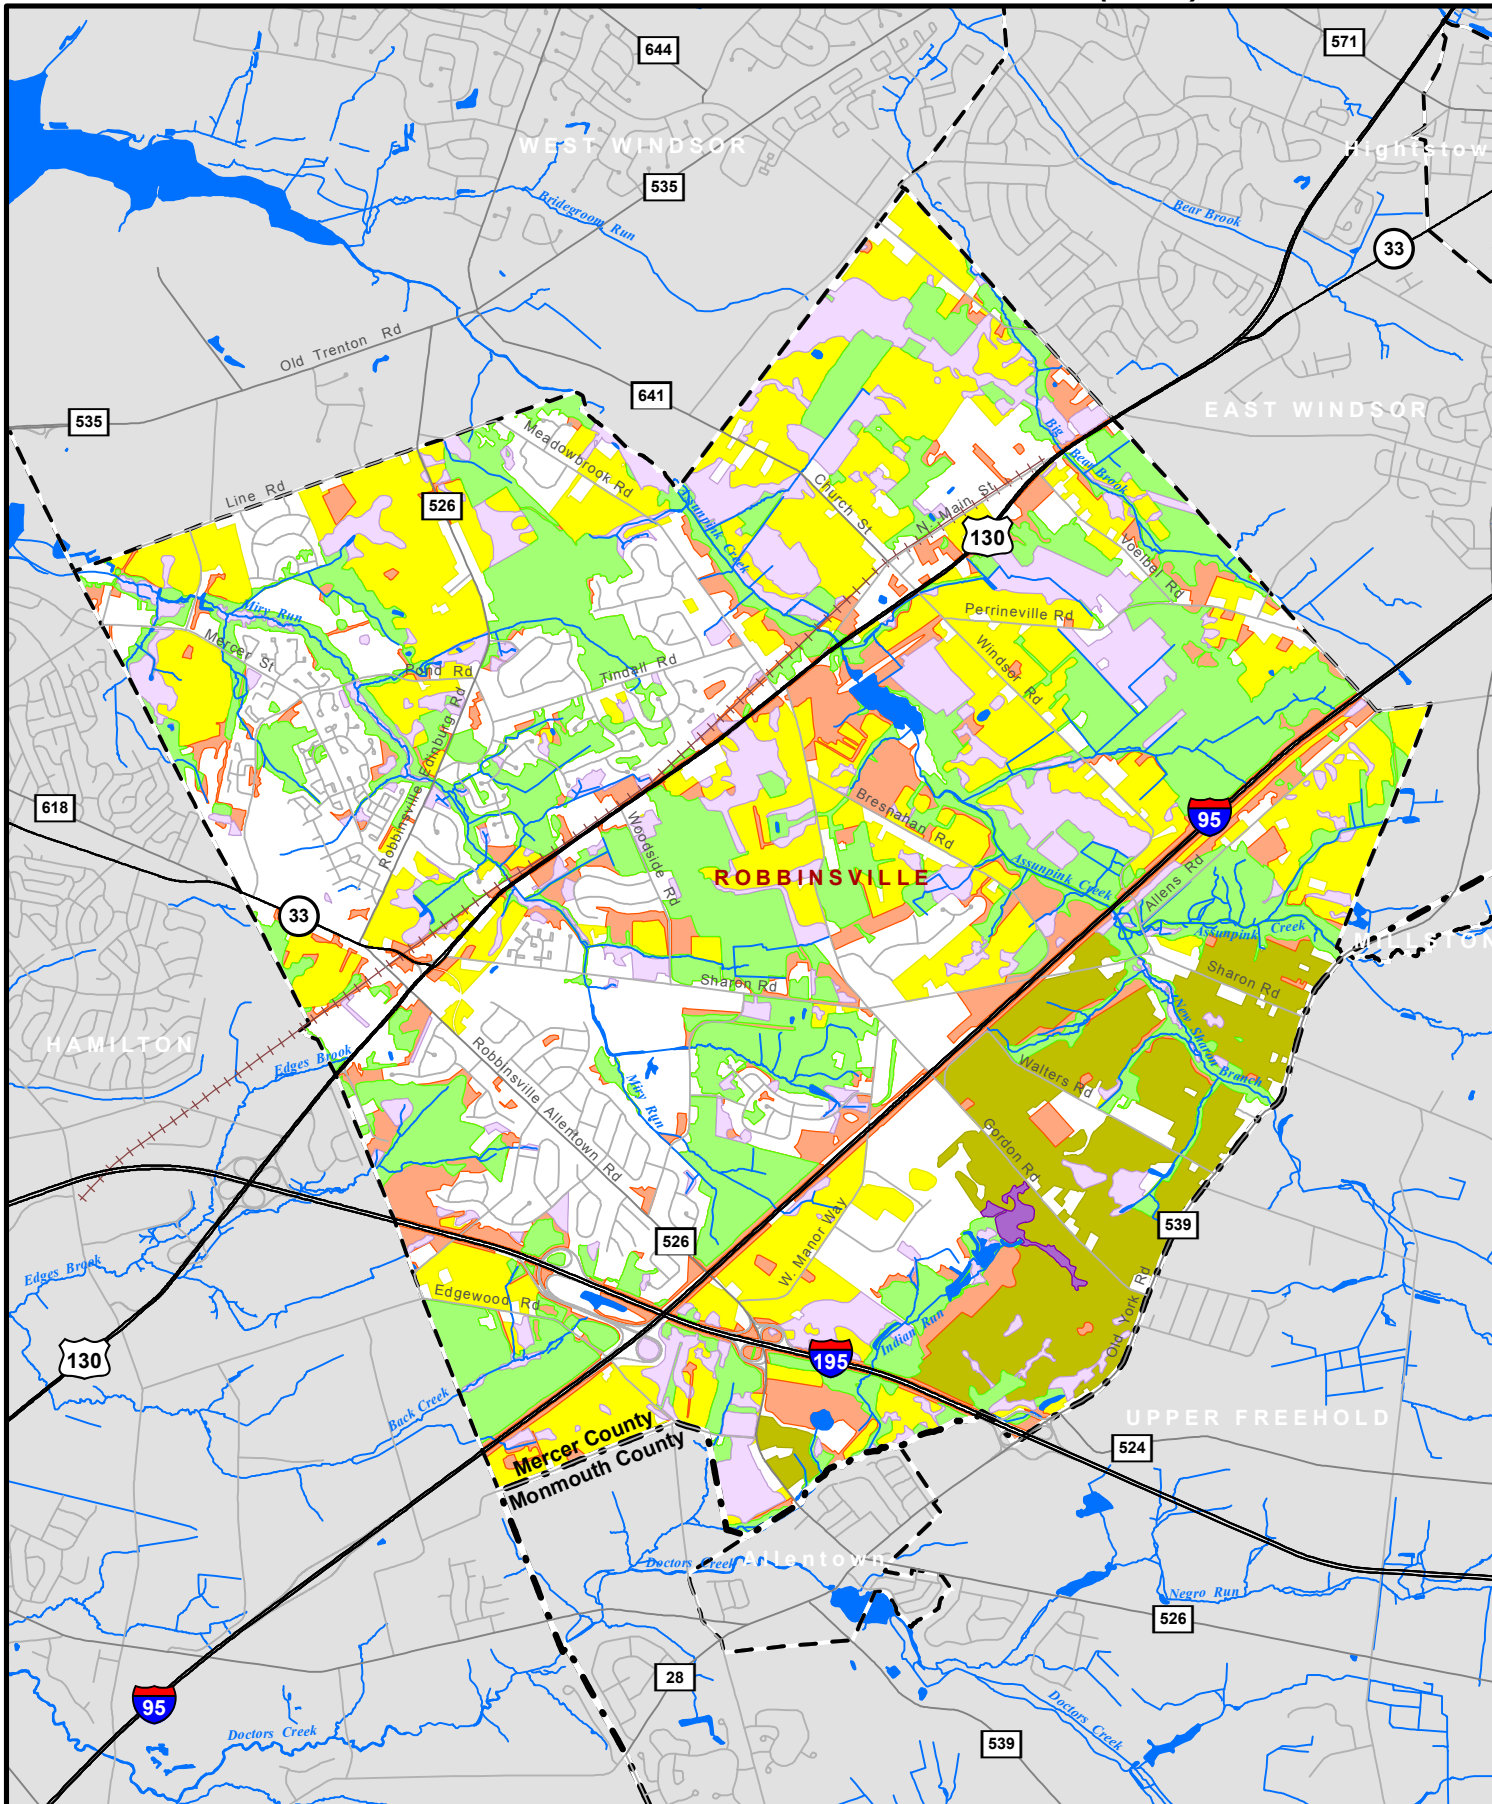 644
571
WEST WINDSOR
Hightstow
535
Bridegroom Run
Bear Brook
33
Old Trenton Rd
641
535
EAST WINDSOR
Meadowbrook Rd
Big
Bear Brook
Line Rd
526
Church St
N. Main St
Assunpink Creek
130
Voelbel Rd
Miry Run
Perrineville Rd
Mercer St
Pond Rd
Tindall Rd
Windsor Rd
Robbinsville Edinburg Rd
618
Woodside Rd
Bresnahan Rd
95
ROBBINSVILLE
Assunpink Creek
Allens Rd
33
Assunpink Creek
MILLSTON
Sharon Rd
Sharon Rd
HAMILTON
Edges Brook
New Sharon Branch
Robbinsville Allentown Rd
Miry Run
Walters Rd
Gordon Rd
526
539
W. Manor Way
Edges Brook
Edgewood Rd
Indian Run
Old York Rd
130
195
Back Creek
UPPER FREEHOLD
Mercer County
Monmouth County
524
Doctors Creek
Allentown
Negro Run
526
28
95
Doctors Creek
Doctors Creek
539